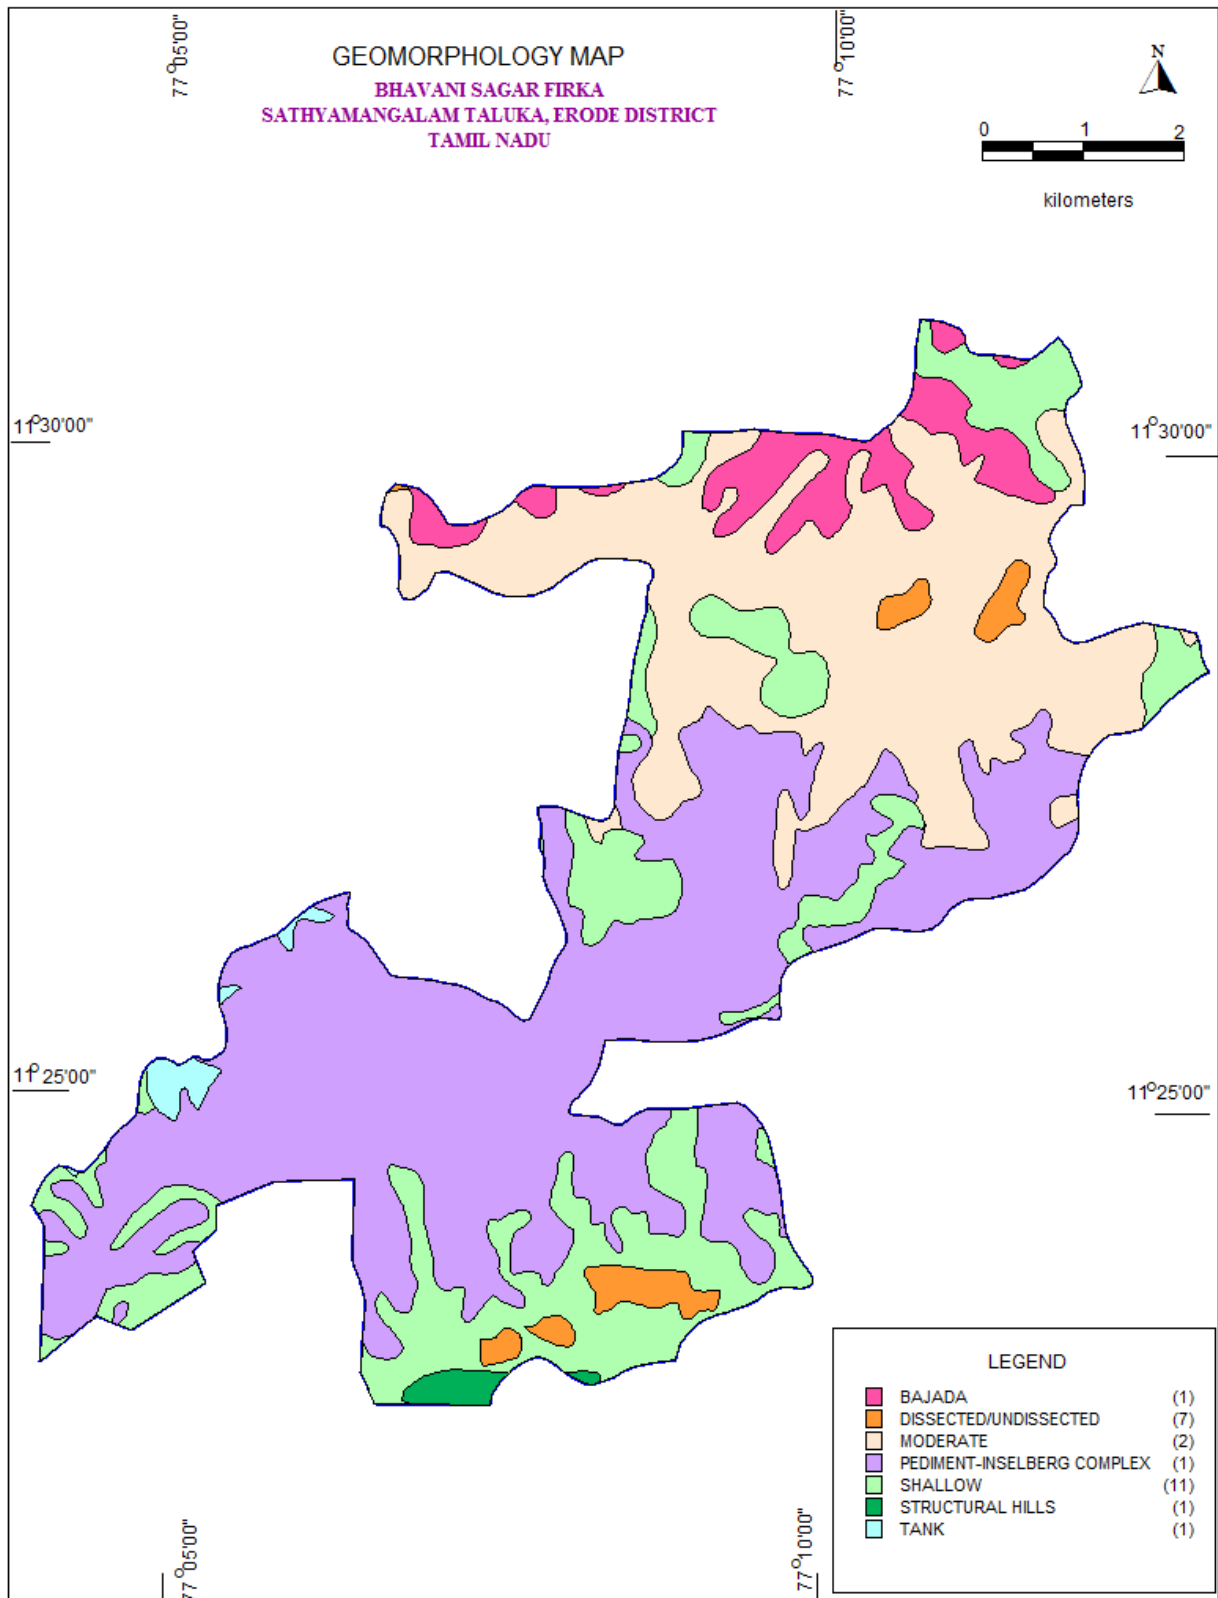 77°05'00"
GEOMORPHOLOGY MAP
77°10'00"
N
BHAVANI SAGAR FIRKA
SATHYAMANGALAM TALUKA, ERODE DISTRICT
TAMIL NADU
0 1 2
kilometers
11°30'00"
11°30'00"
11°25'00"
11°25'00"
LEGEND
BAJADA (1)
DISSECTED/UNDISSECTED (7)
MODERATE (2)
PEDIMENT-INSELBERG COMPLEX (1)
SHALLOW (11)
STRUCTURAL HILLS (1)
TANK (1)
77°05'00"
77°10'00"